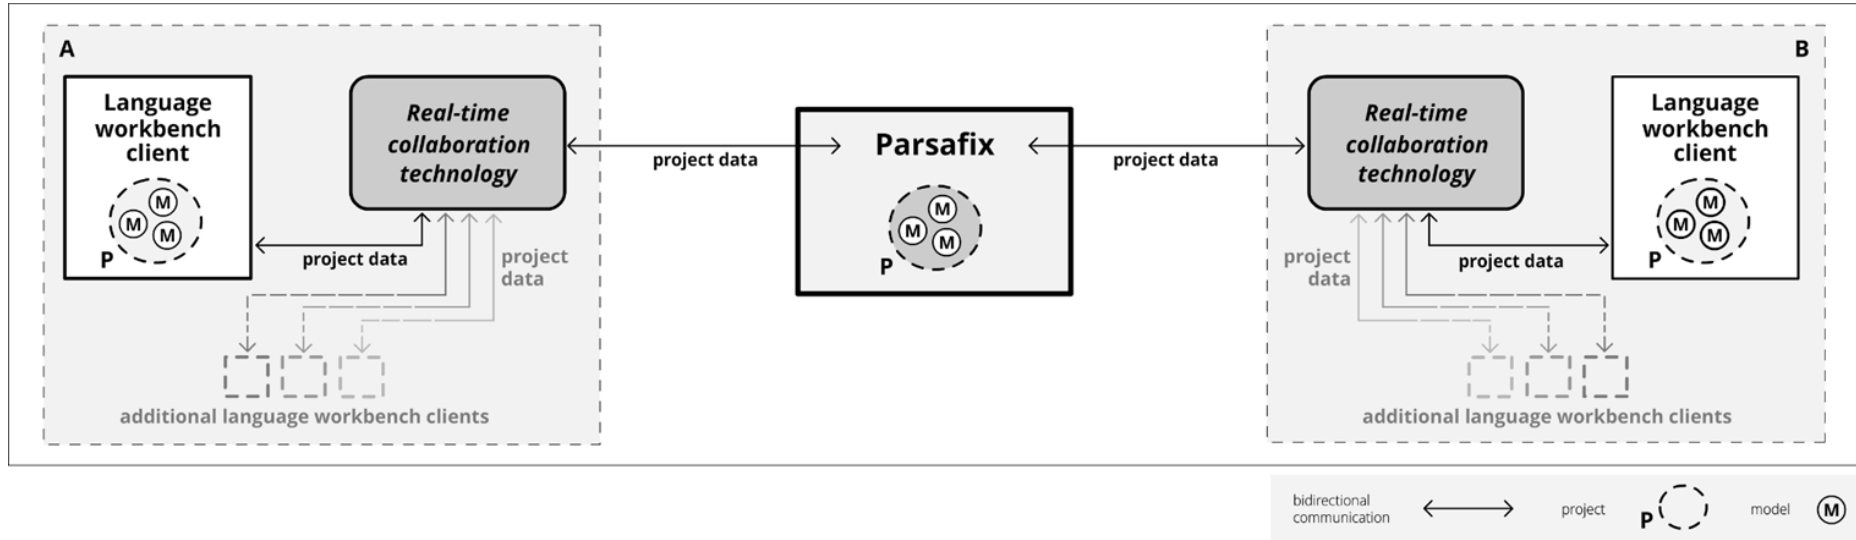 A
Language
workbench
client
M
M
M
P
Real-time
collaboration
technology
project data
project
data
additional language workbench clients
project data
Parsafix
M
M
M
P
project data
B
Real-time
collaboration
technology
Language
workbench
client
M
M
M
P
project
data
project data
additional language workbench clients
bidirectional
communication
project
P
model
M